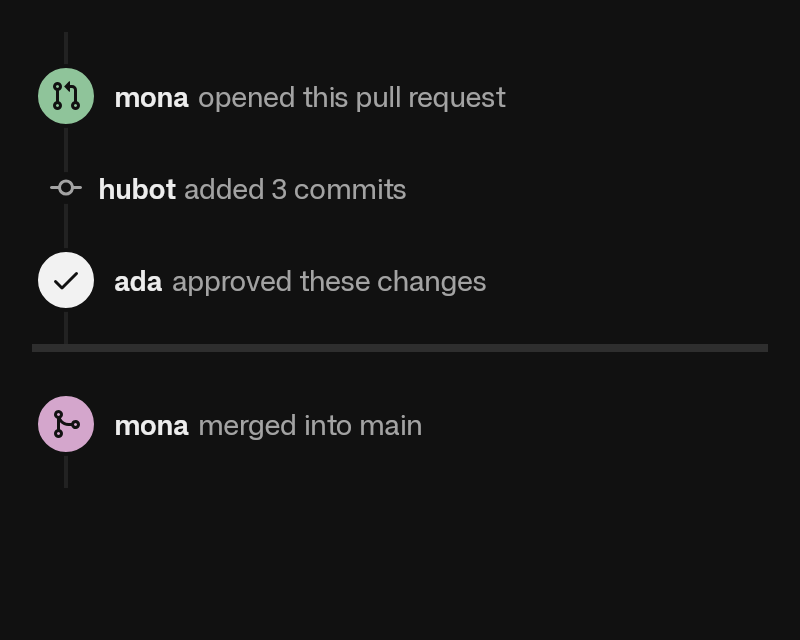 mona opened this pull request
hubot added 3 commits
ada approved these changes
mona merged into main